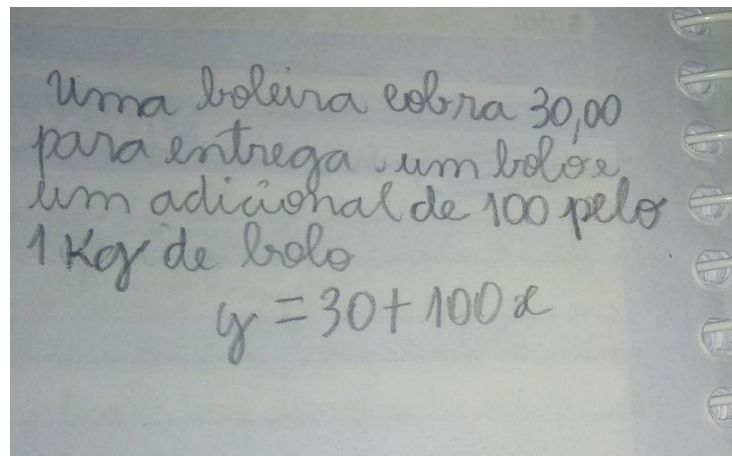 Uma boleira cobra 30,00
para entrega um bolo e
um adicional de 100 pelo
1 Kg de bolo
y = 30 + 100x